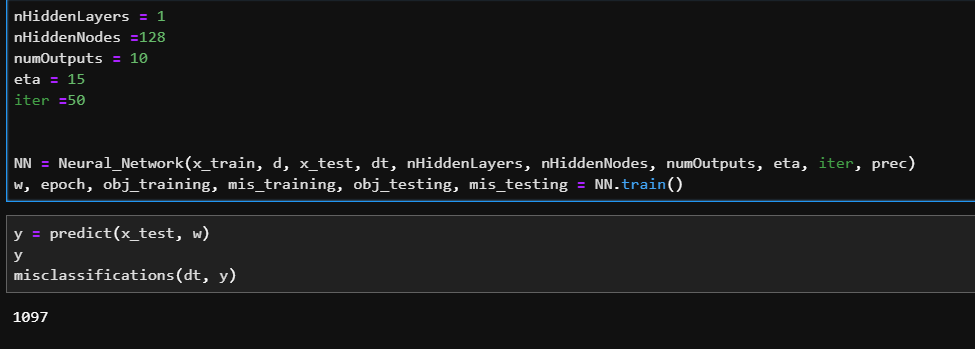 nHiddenLayers = 1
nHiddenNodes =128
numOutputs = 10
eta = 15
iter =50
NN = Neural_Network(x_train, d, x_test, dt, nHiddenLayers, nHiddenNodes, numOutputs, eta, iter, prec)
w, epoch, obj_training, mis_training, obj_testing, mis_testing = NN.train()
y = predict(x_test, w)
y
misclassifications(dt, y)
1097